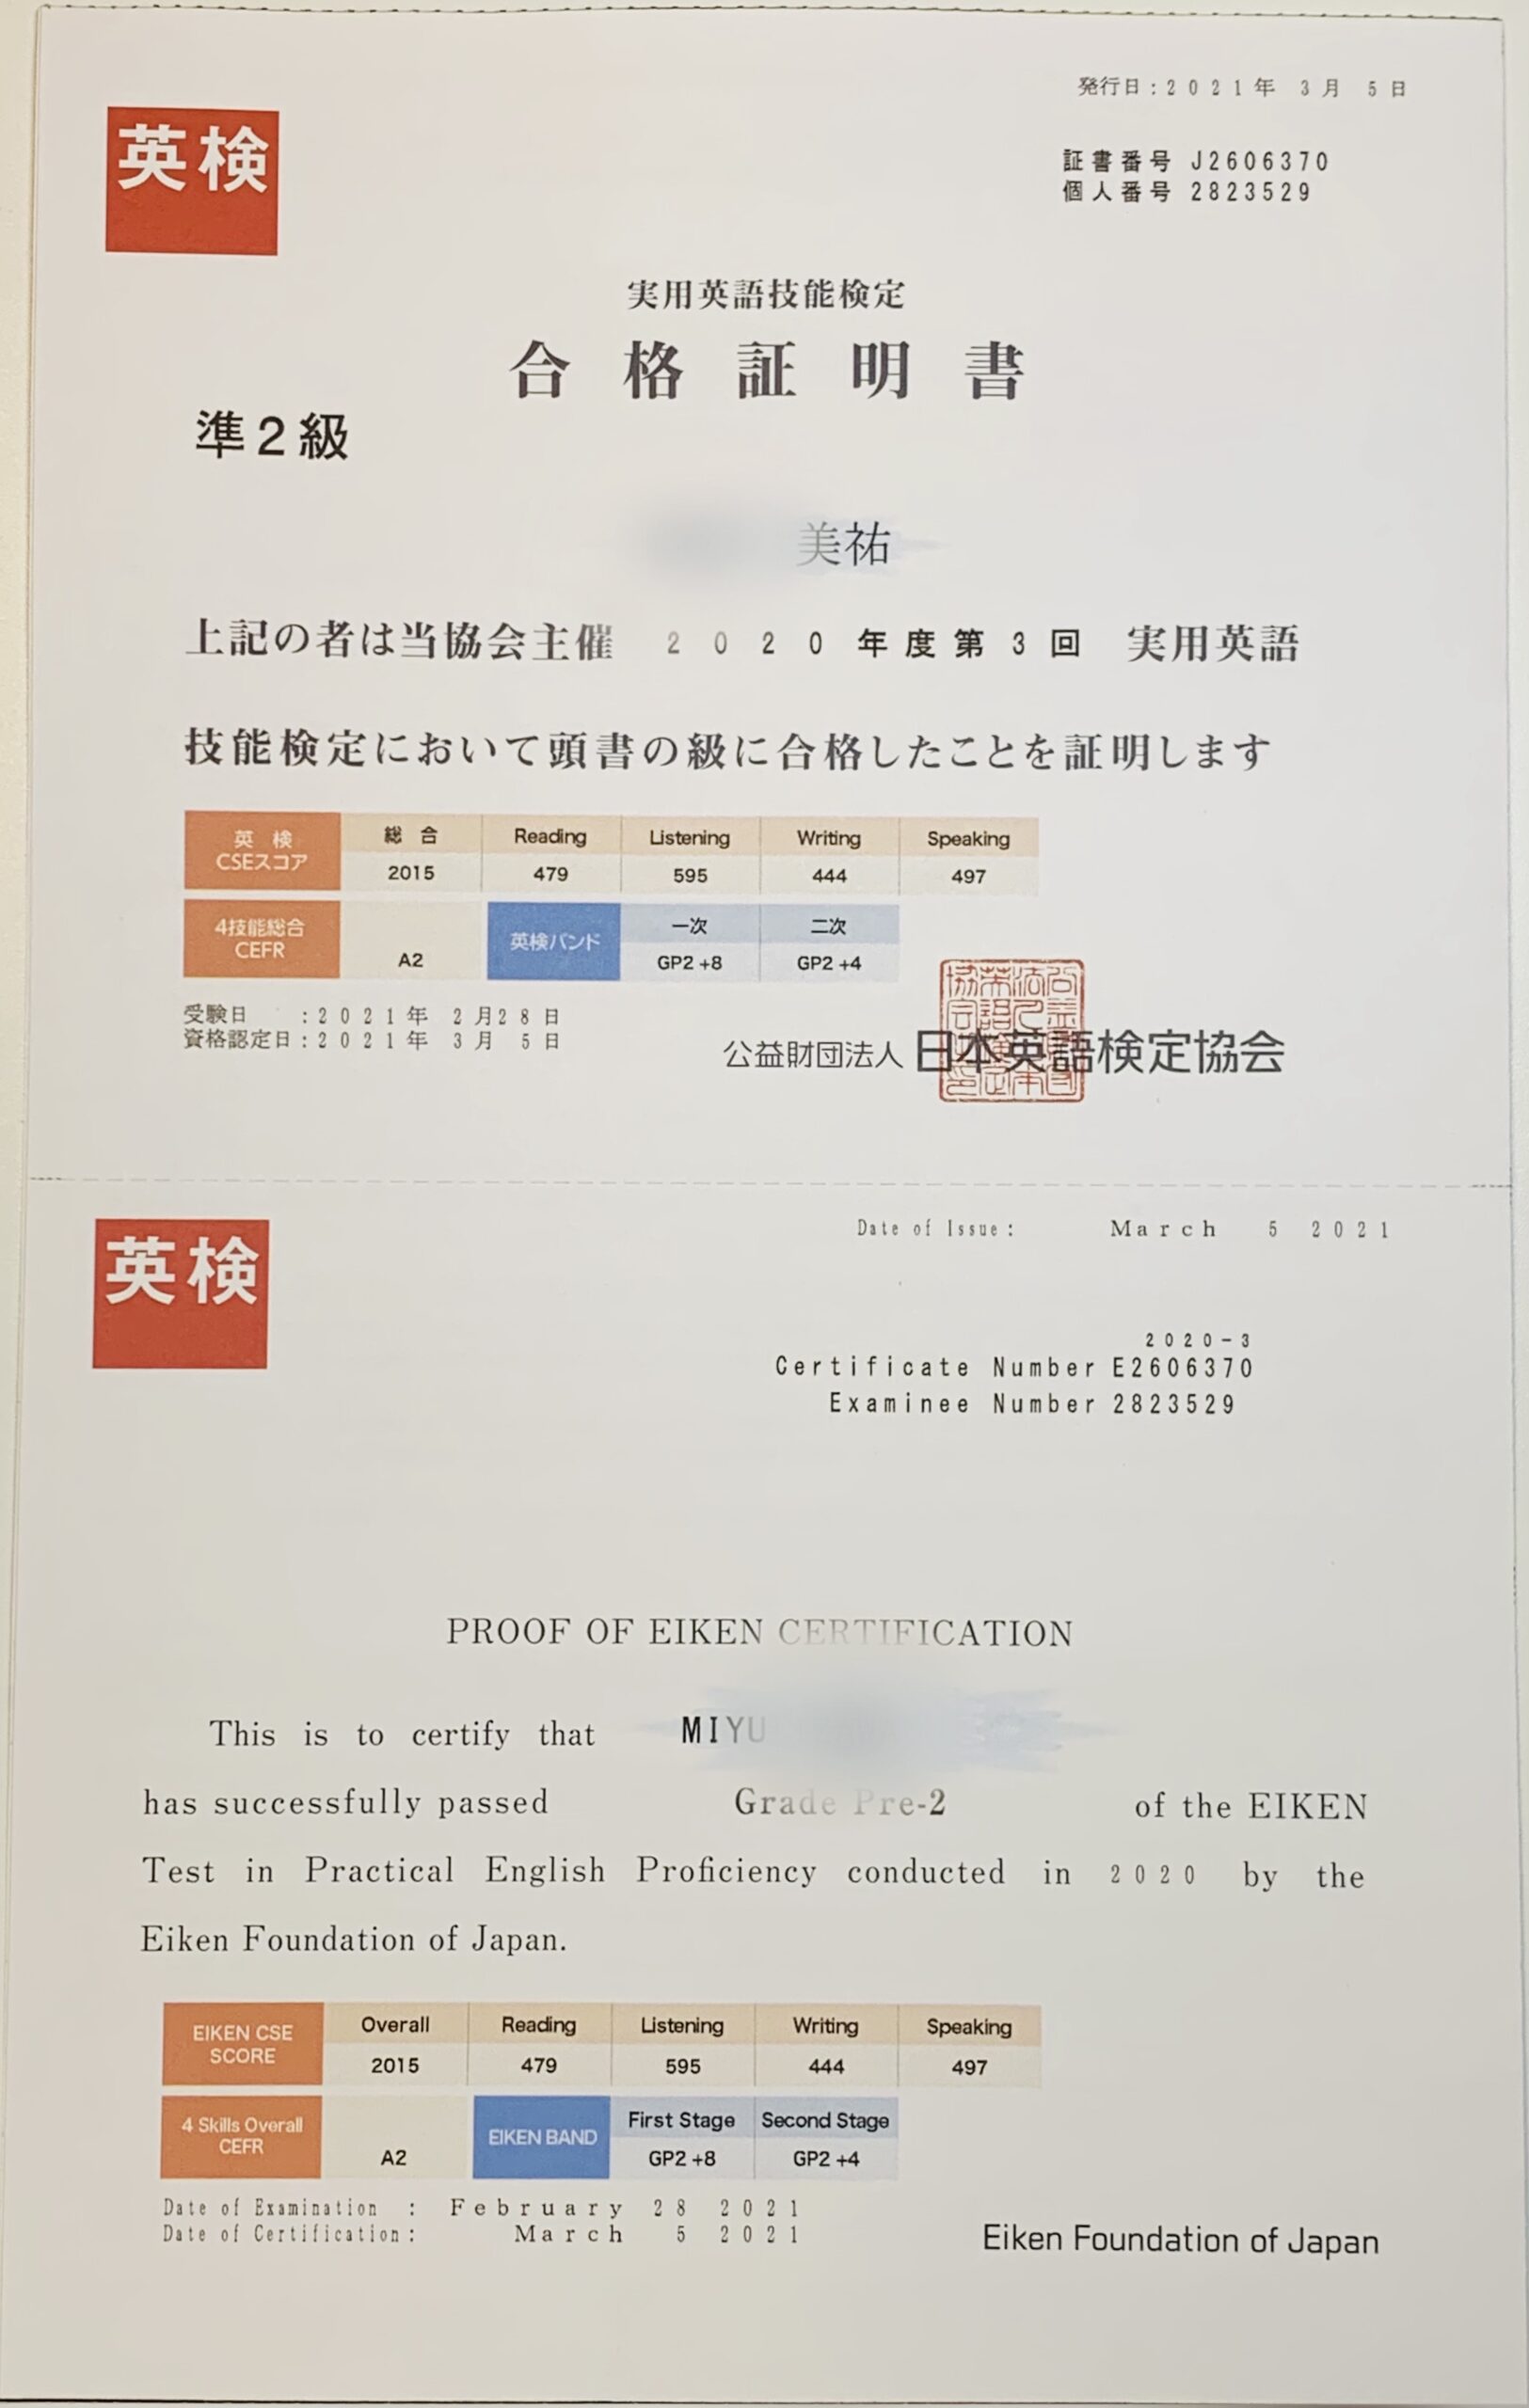 発行日:2021年 3月 5日
英検
証書番号 J2606370
個人番号 2823529
実用英語技能検定
合格証明書
準2級
美祐
上記の者は当協会主催 2020年度第3回 実用英語
技能検定において頭書の級に合格したことを証明します
英 検 CSEスコア 総 合 Reading Listening Writing Speaking
2015 479 595 444 497
4技能総合 CEFR A2 英検バンド 一次 二次
GP2 +8 GP2 +4
受験日 :2021年 2月28日
資格認定日:2021年 3月 5日
公益財団法人 日本英語検定協会
英検
Date of Issue: March 5 2021
2020-3
Certificate Number E2606370
Examinee Number 2823529
PROOF OF EIKEN CERTIFICATION
This is to certify that MIYU
has successfully passed Grade Pre-2 of the EIKEN
Test in Practical English Proficiency conducted in 2020 by the
Eiken Foundation of Japan.
EIKEN CSE SCORE Overall Reading Listening Writing Speaking
2015 479 595 444 497
4 Skills Overall CEFR A2 EIKEN BAND First Stage Second Stage
GP2 +8 GP2 +4
Date of Examination : February 28 2021
Date of Certification: March 5 2021
Eiken Foundation of Japan